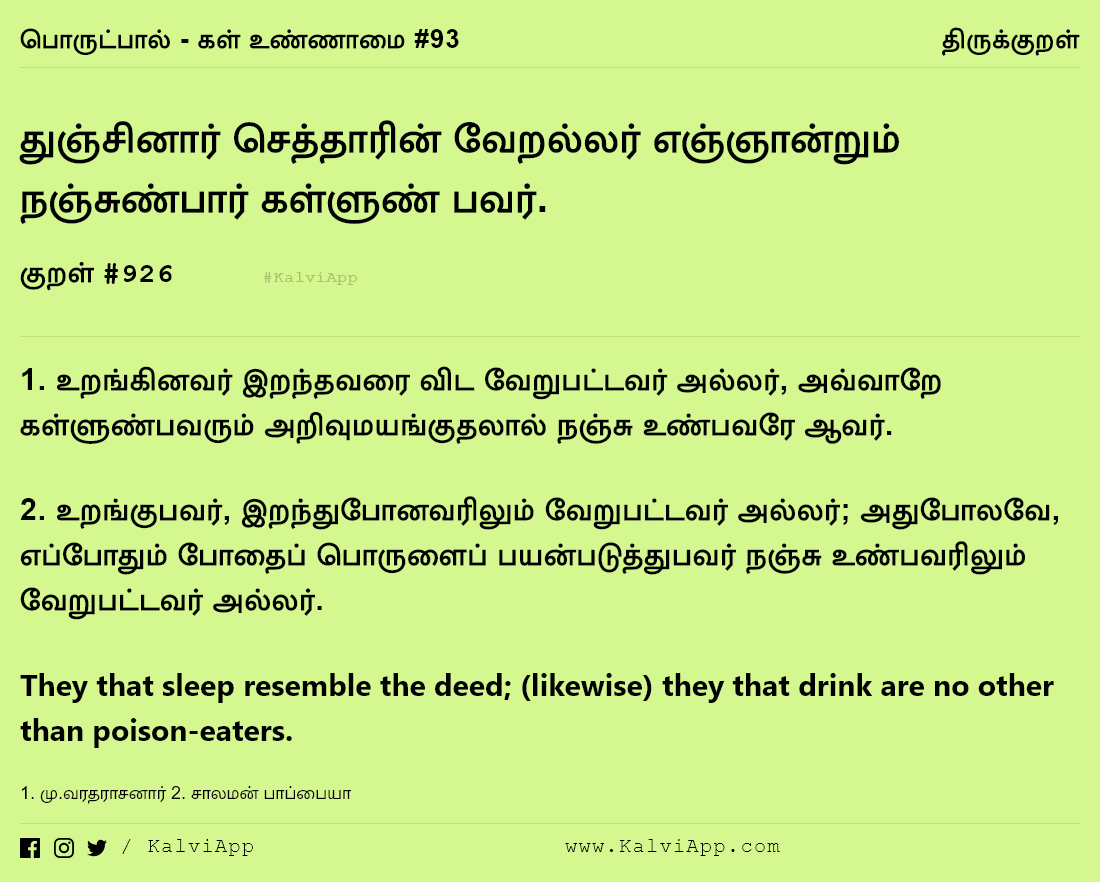 பொருட்பால் - கள் உண்ணாமை #93 திருக்குறள்
துஞ்சினார் செத்தாரின் வேறல்லர் எஞ்ஞான்றும்
நஞ்சுண்பார் கள்ளுண் பவர்.
குறள் #926 #KalviApp
1. உறங்கினவர் இறந்தவரை விட வேறுபட்டவர் அல்லர், அவ்வாறே
கள்ளுண்பவரும் அறிவுமயங்குதலால் நஞ்சு உண்பவரே ஆவர்.
2. உறங்குபவர், இறந்துபோனவரிலும் வேறுபட்டவர் அல்லர்; அதுபோலவே,
எப்போதும் போதைப் பொருளைப் பயன்படுத்துபவர் நஞ்சு உண்பவரிலும்
வேறுபட்டவர் அல்லர்.
They that sleep resemble the deed; (likewise) they that drink are no other
than poison-eaters.
1. மு.வரதராசனார் 2. சாலமன் பாப்பையா
/ KalviApp www.KalviApp.com